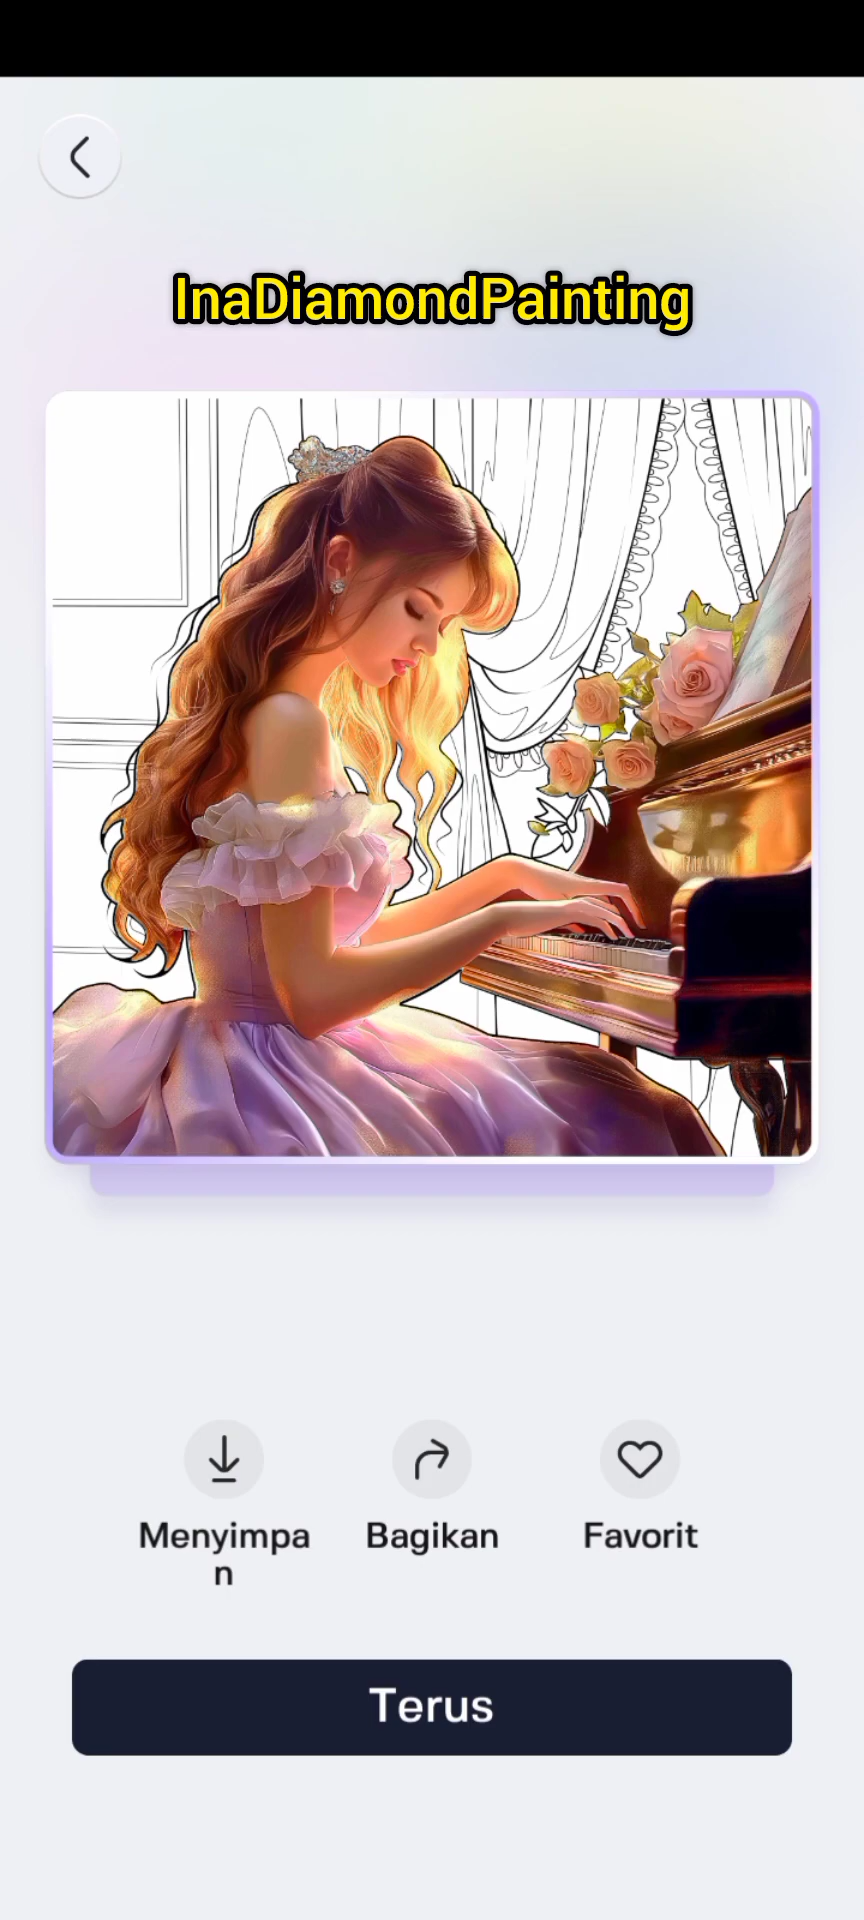 InaDiamondPainting
Menyimpa
n
Bagikan
Favorit
Terus